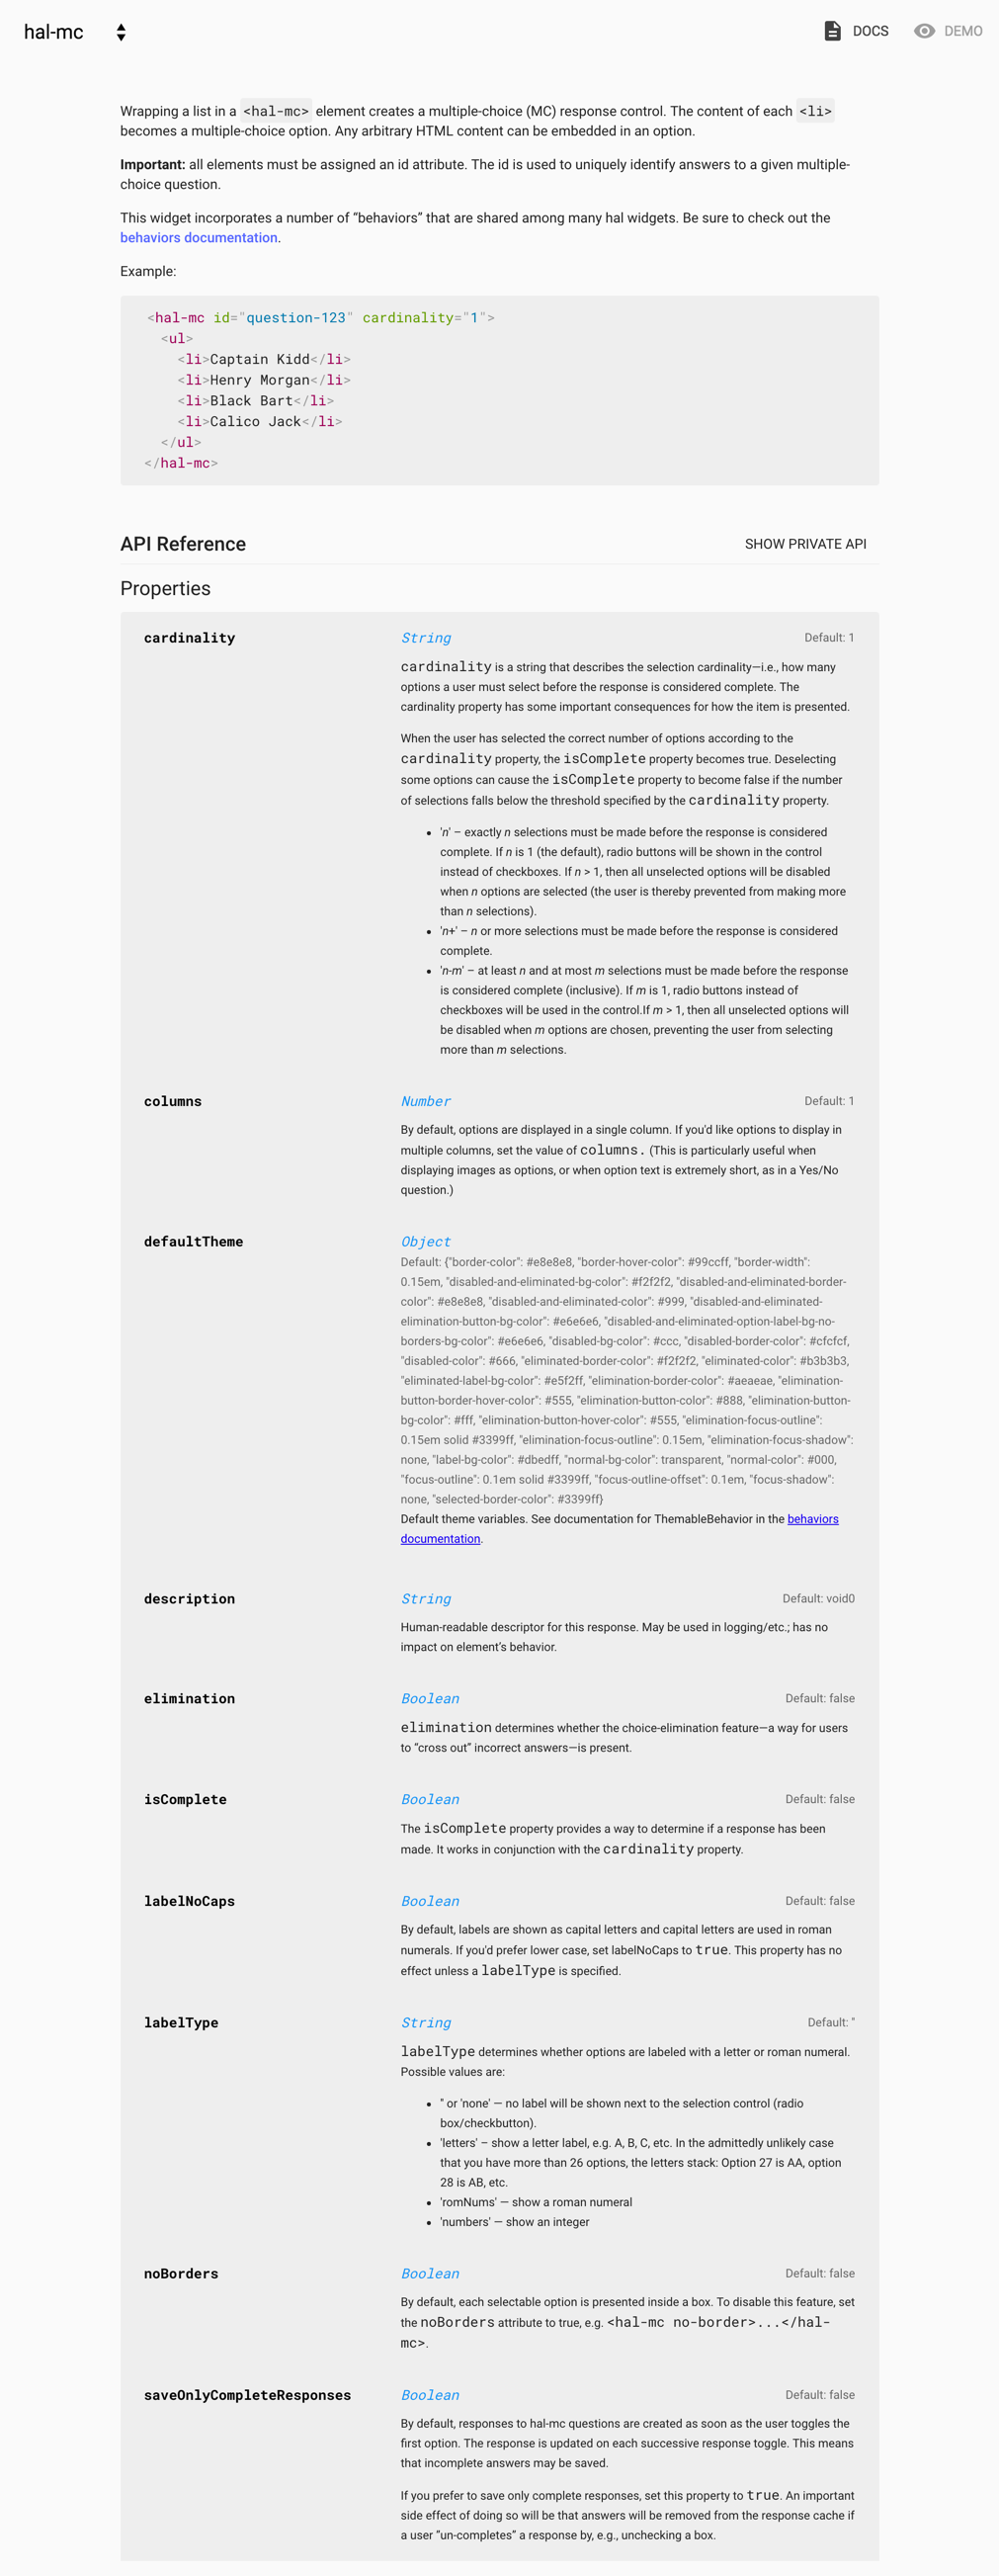 hal-mc
DOCS
DEMO
Wrapping a list in a <hal-mc> element creates a multiple-choice (MC) response control. The content of each <li>
becomes a multiple-choice option. Any arbitrary HTML content can be embedded in an option.
Important: all elements must be assigned an id attribute. The id is used to uniquely identify answers to a given multiple-
choice question.
This widget incorporates a number of “behaviors” that are shared among many hal widgets. Be sure to check out the
behaviors documentation.
Example:
<hal-mc id="question-123" cardinality="1">
<ul>
<li>Captain Kidd</li>
<li>Henry Morgan</li>
<li>Black Bart</li>
<li>Calico Jack</li>
</ul>
</hal-mc>
API Reference
SHOW PRIVATE API
Properties
cardinality String Default: 1
cardinality is a string that describes the selection cardinality—i.e., how many
options a user must select before the response is considered complete. The
cardinality property has some important consequences for how the item is presented.
When the user has selected the correct number of options according to the
cardinality property, the isComplete property becomes true. Deselecting
some options can cause the isComplete property to become false if the number
of selections falls below the threshold specified by the cardinality property.
• 'n' – exactly n selections must be made before the response is considered
complete. If n is 1 (the default), radio buttons will be shown in the control
instead of checkboxes. If n > 1, then all unselected options will be disabled
when n options are selected (the user is thereby prevented from making more
than n selections).
• 'n+' – n or more selections must be made before the response is considered
complete.
• 'n-m' – at least n and at most m selections must be made before the response
is considered complete (inclusive). If m is 1, radio buttons instead of
checkboxes will be used in the control.If m > 1, then all unselected options will
be disabled when m options are chosen, preventing the user from selecting
more than m selections.
columns Number Default: 1
By default, options are displayed in a single column. If you'd like options to display in
multiple columns, set the value of columns. (This is particularly useful when
displaying images as options, or when option text is extremely short, as in a Yes/No
question.)
defaultTheme Object
Default: {"border-color": #e8e8e8, "border-hover-color": #99ccff, "border-width":
0.15em, "disabled-and-eliminated-bg-color": #f2f2f2, "disabled-and-eliminated-border-
color": #e8e8e8, "disabled-and-eliminated-color": #999, "disabled-and-eliminated-
elimination-button-bg-color": #e6e6e6, "disabled-and-eliminated-option-label-bg-no-
borders-bg-color": #e6e6e6, "disabled-bg-color": #ccc, "disabled-border-color": #cfcfcf,
"disabled-color": #666, "eliminated-border-color": #f2f2f2, "eliminated-color": #b3b3b3,
"eliminated-label-bg-color": #e5f2ff, "elimination-border-color": #aeaeae, "elimination-
button-border-hover-color": #555, "elimination-button-color": #888, "elimination-button-
bg-color": #fff, "elimination-button-hover-color": #555, "elimination-focus-outline":
0.15em solid #3399ff, "elimination-focus-outline": 0.15em, "elimination-focus-shadow":
none, "label-bg-color": #dbedff, "normal-bg-color": transparent, "normal-color": #000,
"focus-outline": 0.1em solid #3399ff, "focus-outline-offset": 0.1em, "focus-shadow":
none, "selected-border-color": #3399ff}
Default theme variables. See documentation for ThemableBehavior in the behaviors
documentation.
description String Default: void0
Human-readable descriptor for this response. May be used in logging/etc.; has no
impact on element’s behavior.
elimination Boolean Default: false
elimination determines whether the choice-elimination feature—a way for users
to “cross out” incorrect answers—is present.
isComplete Boolean Default: false
The isComplete property provides a way to determine if a response has been
made. It works in conjunction with the cardinality property.
labelNoCaps Boolean Default: false
By default, labels are shown as capital letters and capital letters are used in roman
numerals. If you'd prefer lower case, set labelNoCaps to true. This property has no
effect unless a labelType is specified.
labelType String Default: ''
labelType determines whether options are labeled with a letter or roman numeral.
Possible values are:
• '' or 'none' — no label will be shown next to the selection control (radio
box/checkbutton).
• 'letters' – show a letter label, e.g. A, B, C, etc. In the admittedly unlikely case
that you have more than 26 options, the letters stack: Option 27 is AA, option
28 is AB, etc.
• 'romNums' — show a roman numeral
• 'numbers' — show an integer
noBorders Boolean Default: false
By default, each selectable option is presented inside a box. To disable this feature, set
the noBorders attribute to true, e.g. <hal-mc no-border>...</hal-
mc>.
saveOnlyCompleteResponses Boolean Default: false
By default, responses to hal-mc questions are created as soon as the user toggles the
first option. The response is updated on each successive response toggle. This means
that incomplete answers may be saved.
If you prefer to save only complete responses, set this property to true. An important
side effect of doing so will be that answers will be removed from the response cache if
a user “un-completes” a response by, e.g., unchecking a box.